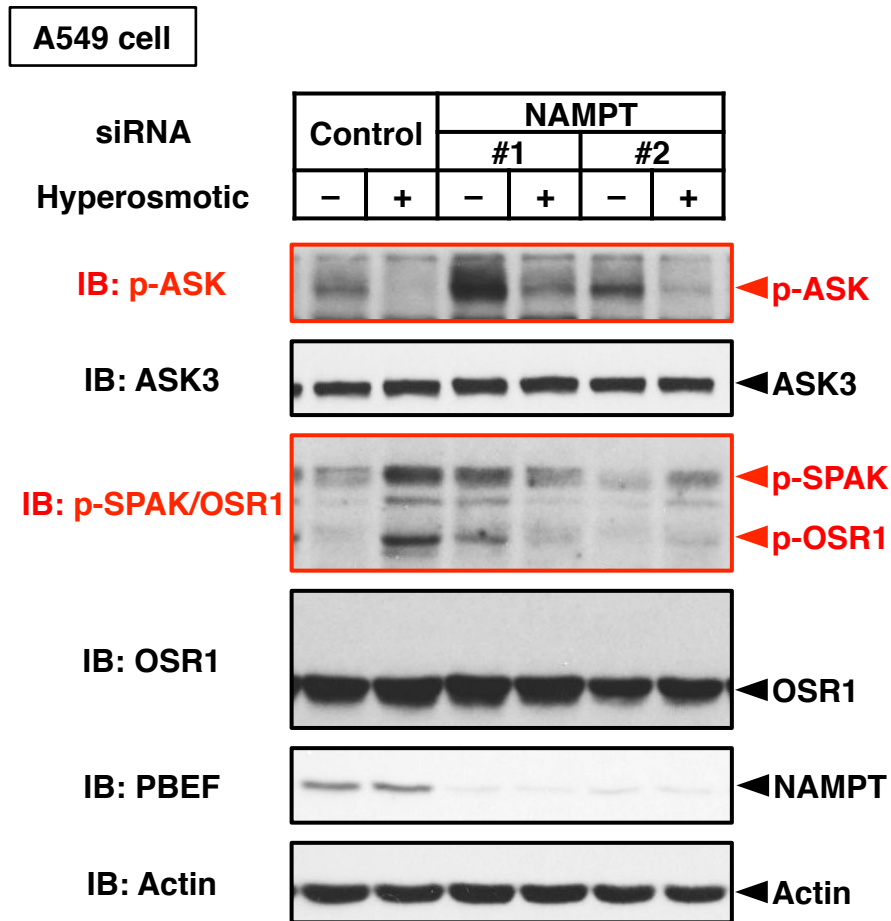 A549 cell
siRNA
Control
NAMPT
#1
#2
Hyperosmotic
− + − + − +
IB: p-ASK
p-ASK
IB: ASK3
ASK3
IB: p-SPAK/OSR1
p-SPAK
p-OSR1
IB: OSR1
OSR1
IB: PBEF
NAMPT
IB: Actin
Actin